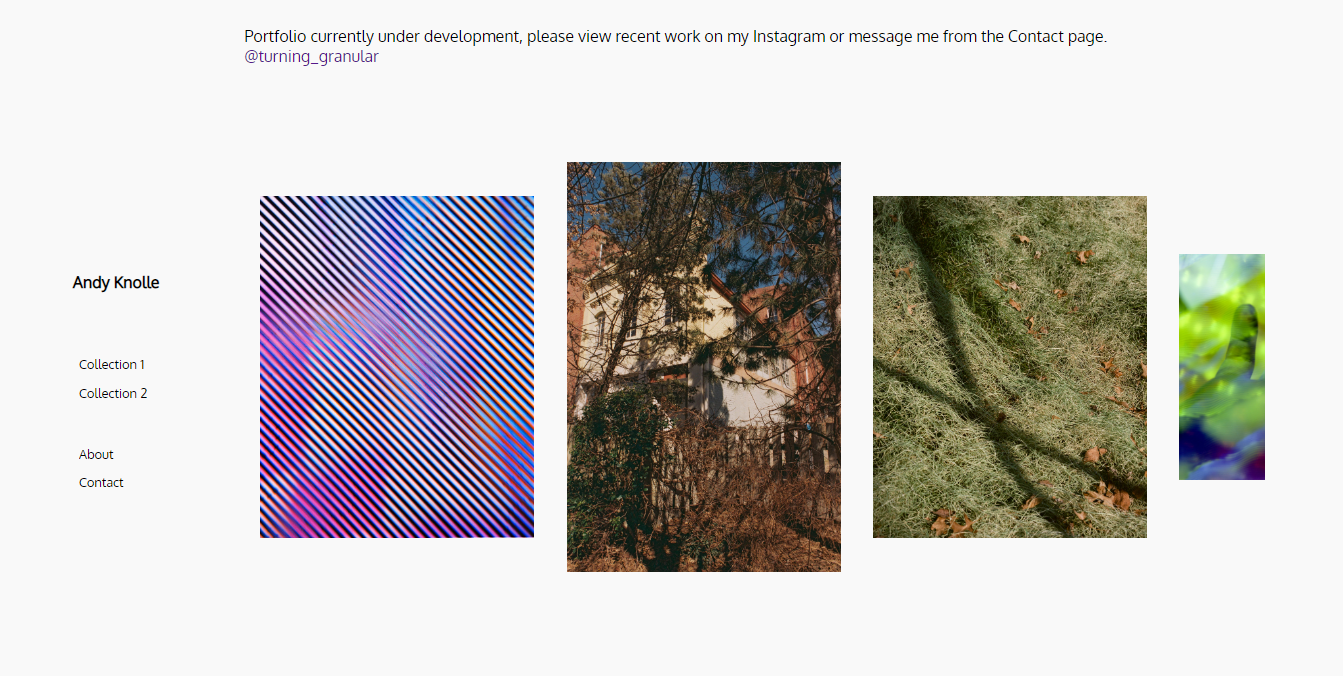 Portfolio currently under development, please view recent work on my Instagram or message me from the Contact page.
@turning_granular
Andy Knolle
Collection 1
Collection 2
About
Contact